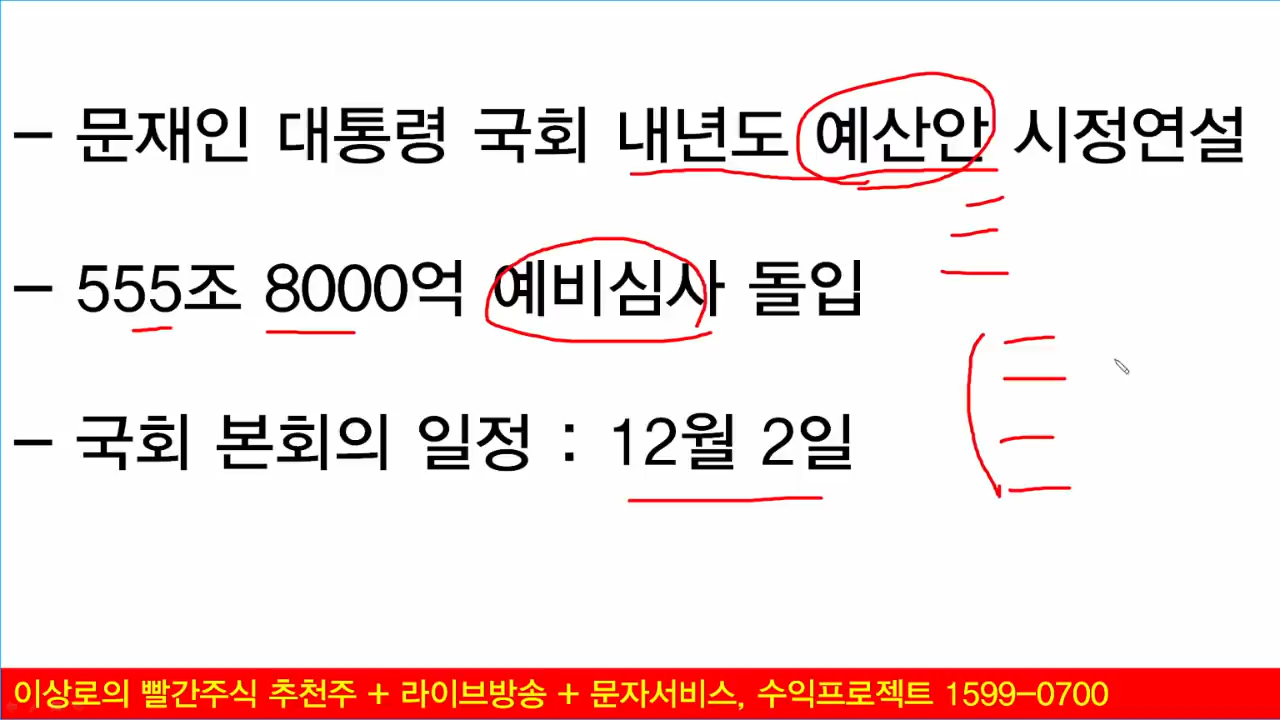 - 문재인 대통령 국회 내년도 예산안 시정연설
- 555조 8000억 예비심사 돌입
- 국회 본회의 일정 : 12월 2일
이상로의 빨간주식 추천주 + 라이브방송 + 문자서비스, 수익프로젝트 1599-0700